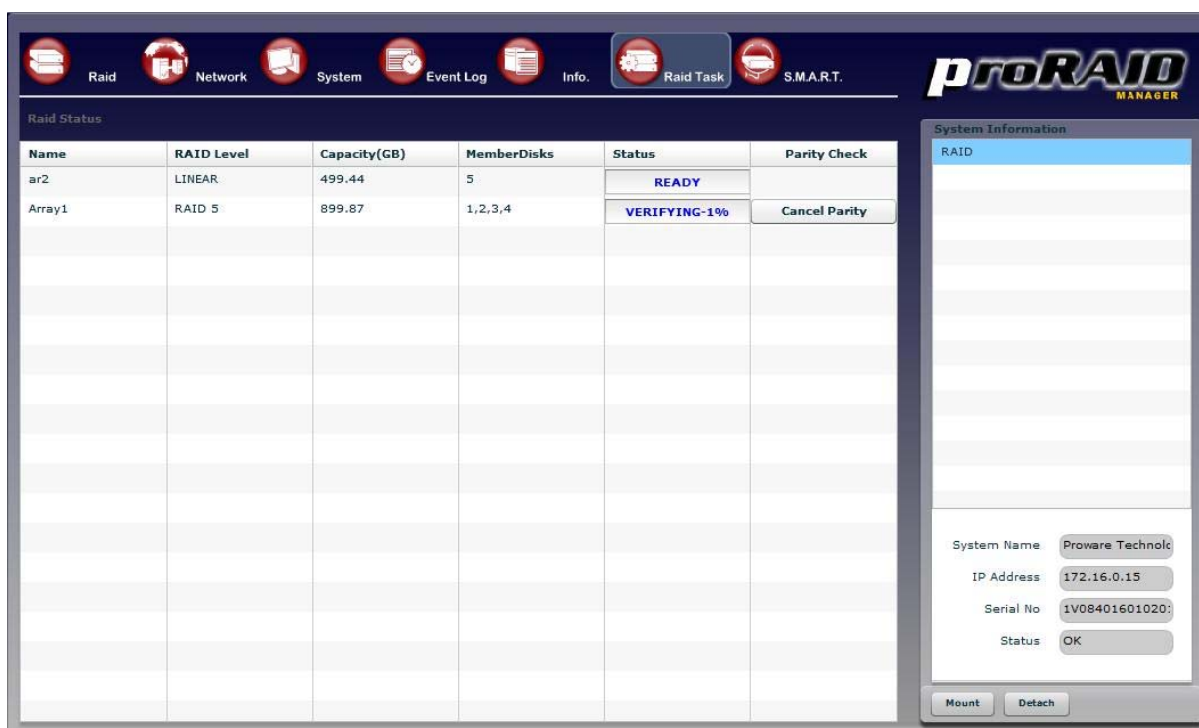 Raid Network System Event Log Info. Raid Task S.M.A.R.T.
proRAID
MANAGER
Raid Status
System Information
Name RAID Level Capacity(GB) MemberDisks Status Parity Check
RAID
ar2 LINEAR 499.44 5 READY
Array1 RAID 5 899.87 1,2,3,4 VERIFYING-1% Cancel Parity
System Name Proware Technolo
IP Address 172.16.0.15
Serial No 1V08401601020:
Status OK
Mount Detach